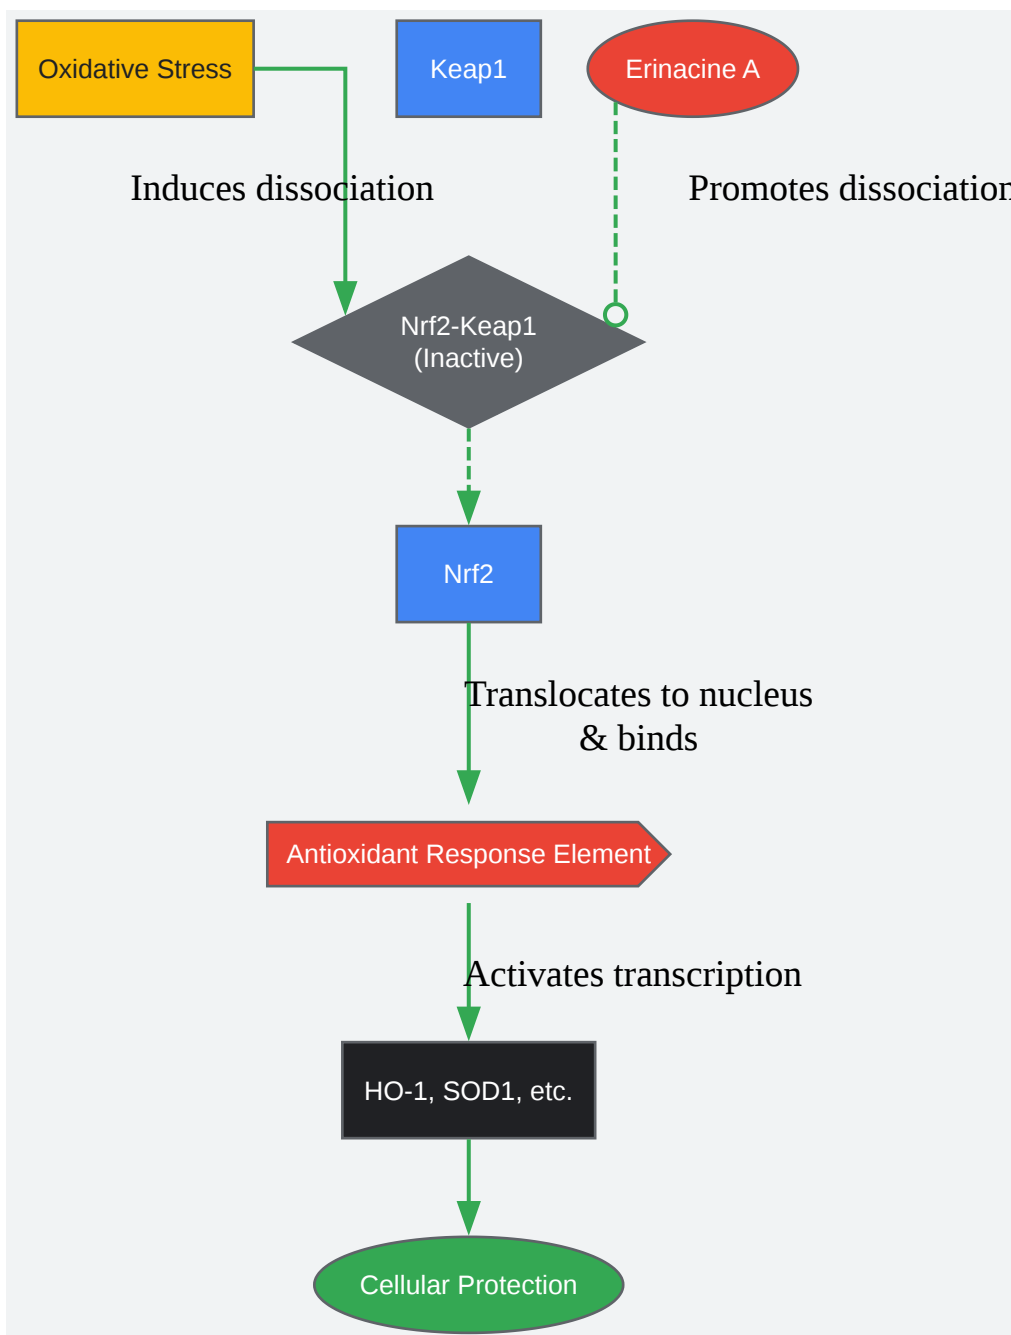 Oxidative Stress
Keap1
Erinacine A
Induces dissociation
Promotes dissociation
Nrf2-Keap1
(Inactive)
Nrf2
Translocates to nucleus
& binds
Antioxidant Response Element
Activates transcription
HO-1, SOD1, etc.
Cellular Protection